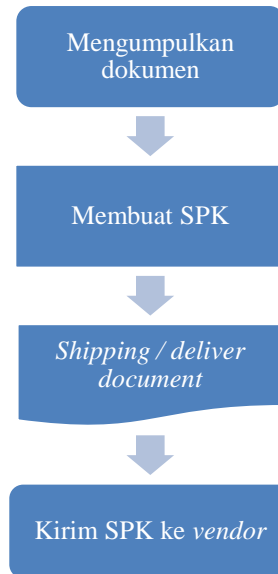 Mengumpulkan
dokumen
Membuat SPK
Shipping / deliver
document
Kirim SPK ke vendor